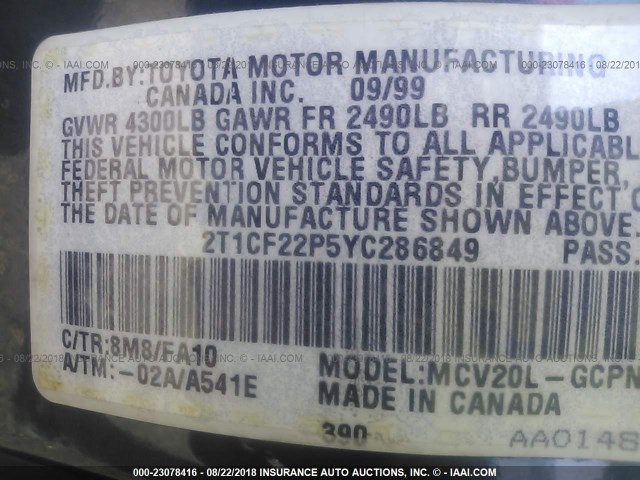 MFD.BY:TOYOTA MOTOR MANUFACTURING
CANADA INC. 09/99
GVWR 4300LB GAWR FR 2490LB RR 2490LB
THIS VEHICLE CONFORMS TO ALL APPLICABL
FEDERAL MOTOR VEHICLE SAFETY, BUMPER,
THEFT PREVENTION STANDARDS IN EFFECT
THE DATE OF MANUFACTURE SHOWN ABOVE.
2T1CF22P5YC286849 PASS.
C/TR:8M8/EA10
A/TM:-02A/A541E
MODEL:MCV20L-GCPN
MADE IN CANADA
390
AA0148
000-23078416 - 08/22/2018 INSURANCE AUTO AUCTIONS INC. © - IAAI.COM